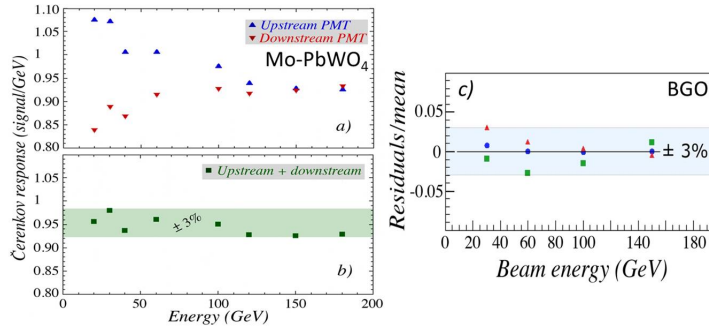 1.10
1.05
1
0.95
0.90
0.85
0.80
Upstream PMT
Downstream PMT
Mo-PbWO4
a)
Čerenkov response (signal/GeV)
1
0.95
0.90
0.85
0.80
Upstream + downstream
± 3%
b)
0 50 100 150 200
Energy (GeV)
c)
BGO
Residuals/mean
0.05
0
-0.05
± 3%
0 20 40 60 80 100 120 140 160 180
Beam energy (GeV)